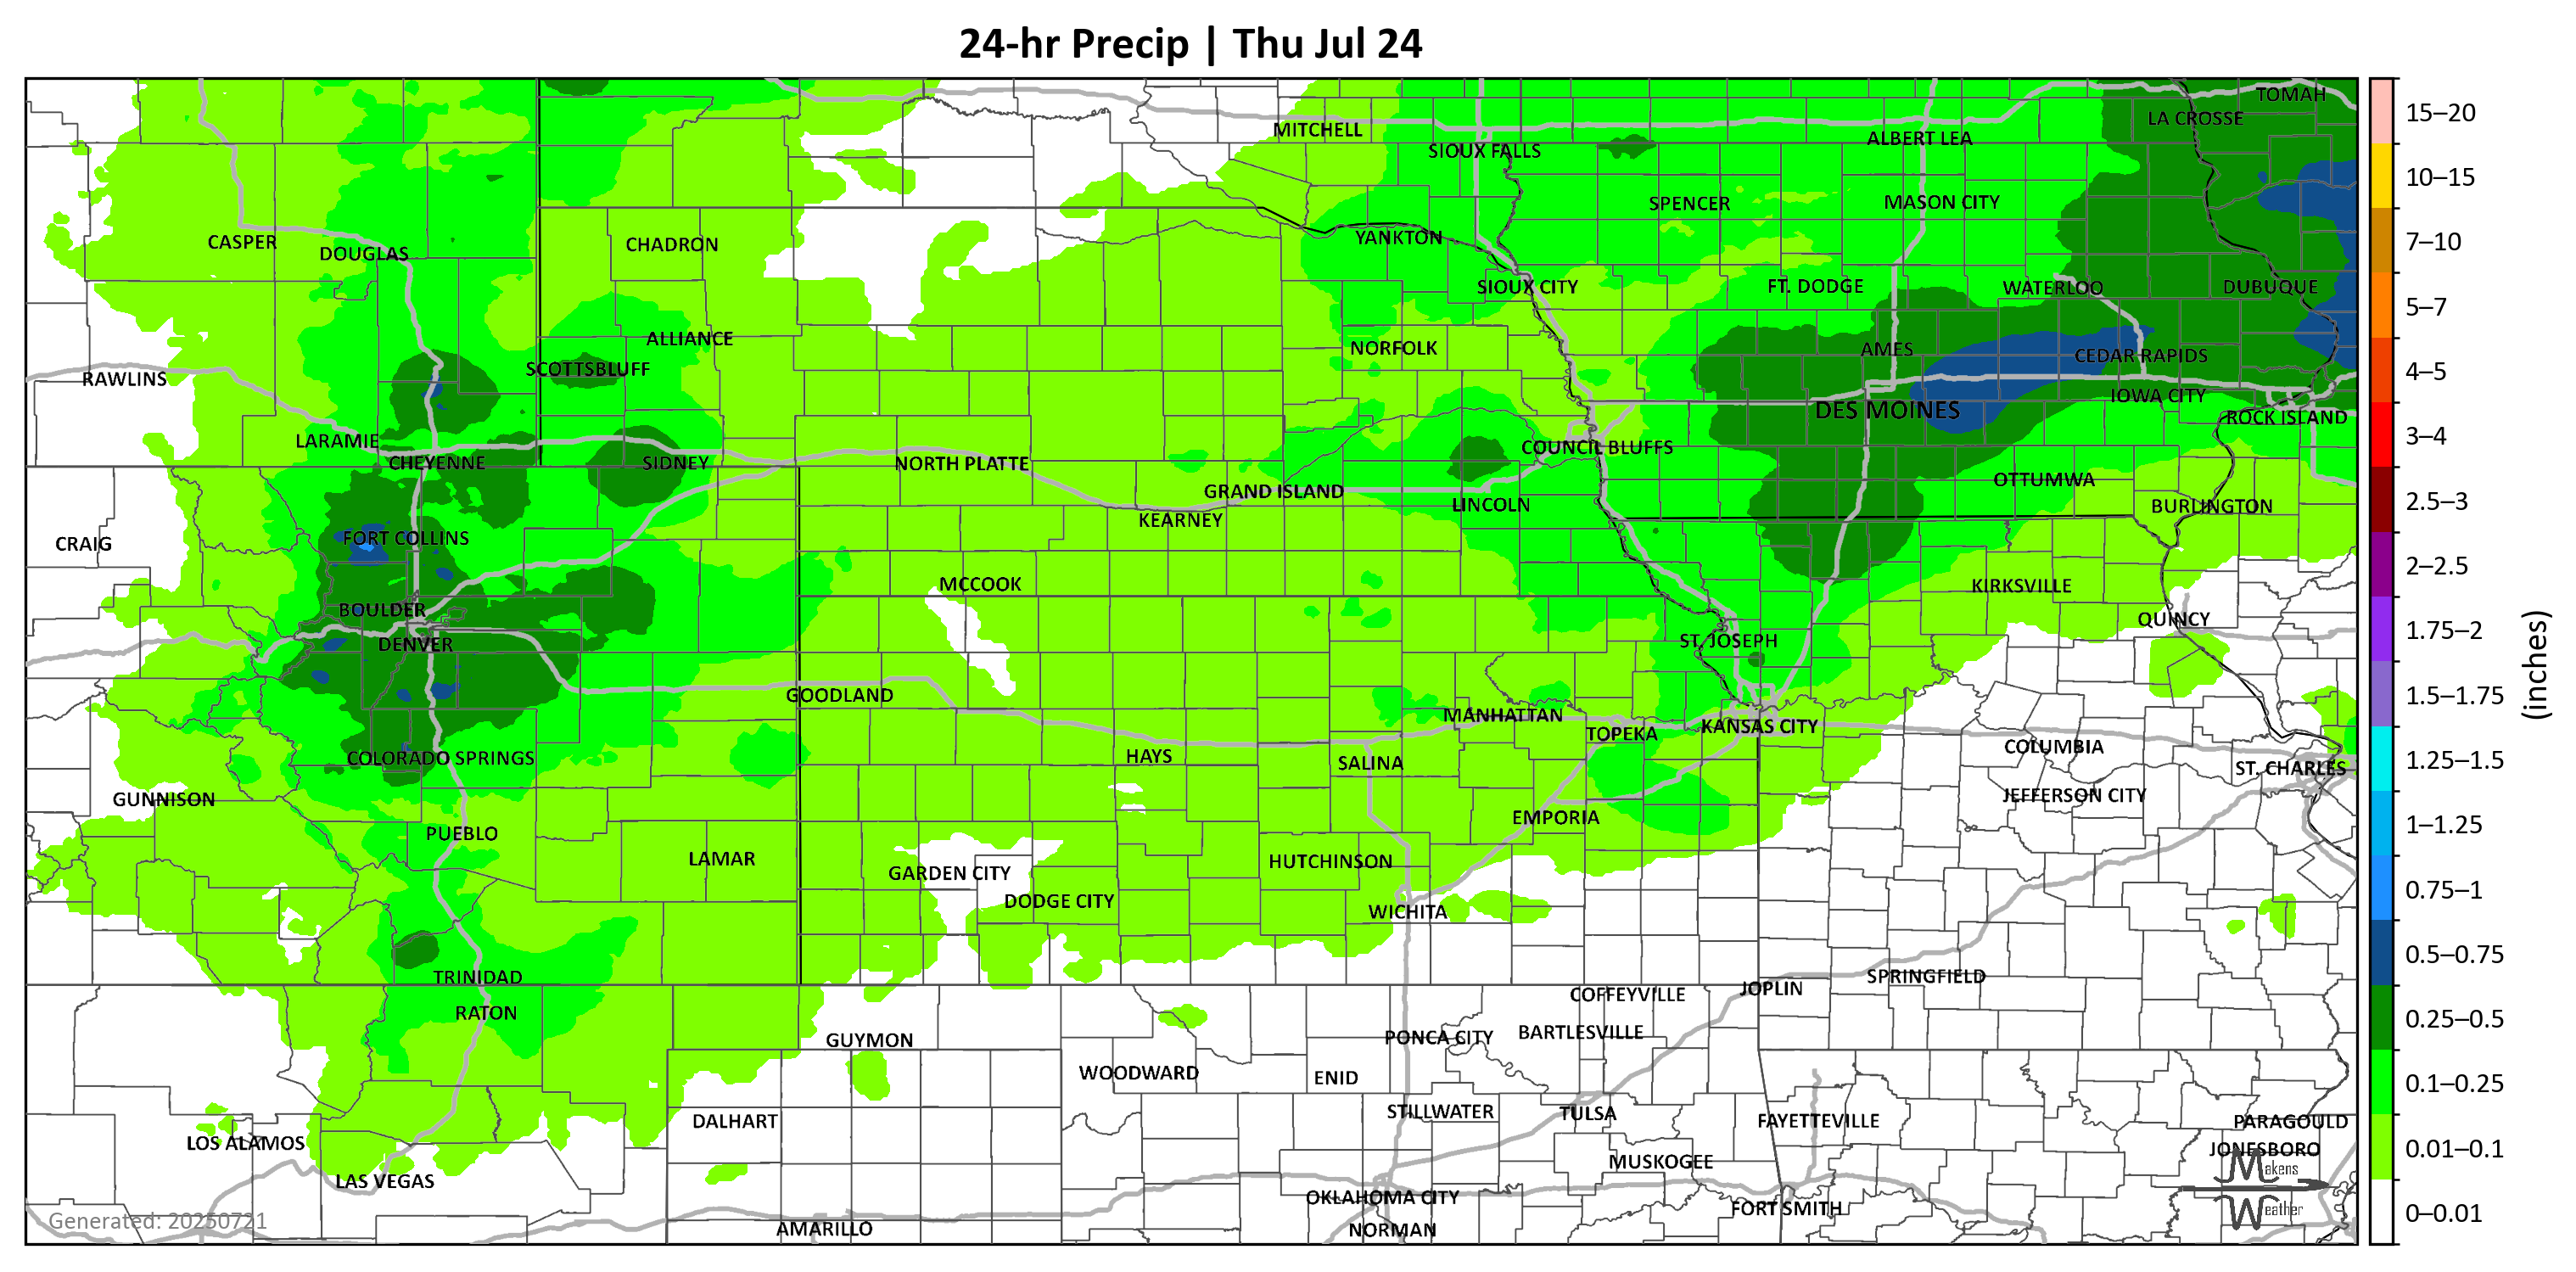 24-hr Precip | Thu Jul 24
TOMAH
LA CROSSE
MITCHELL
ALBERT LEA
SIOUX FALLS
SPENCER
MASON CITY
CASPER
DOUGLAS
CHADRON
YANKTON
SIOUX CITY
FT. DODGE
WATERLOO
DUBUQUE
ALLIANCE
NORFOLK
AMES
CEDAR RAPIDS
RAWLINS
SCOTTSBLUFF
DES MOINES
IOWA CITY
ROCK ISLAND
LARAMIE
CHEYENNE
SIDNEY
NORTH PLATTE
COUNCIL BLUFFS
GRAND ISLAND
LINCOLN
OTTUMWA
BURLINGTON
KEARNEY
CRAIG
FORT COLLINS
MCCOOK
KIRKSVILLE
BOULDER
QUINCY
DENVER
ST. JOSEPH
GOODLAND
MANHATTAN
TOPEKA
KANSAS CITY
COLORADO SPRINGS
HAYS
SALINA
COLUMBIA
ST. CHARLES
GUNNISON
JEFFERSON CITY
PUEBLO
EMPORIA
LAMAR
GARDEN CITY
HUTCHINSON
DODGE CITY
WICHITA
TRINIDAD
COFFEYVILLE
JOPLIN
SPRINGFIELD
RATON
GUYMON
PONCA CITY
BARTLESVILLE
WOODWARD
ENID
DALHART
STILLWATER
TULSA
FAYETTEVILLE
PARAGOULD
LOS ALAMOS
JONESBORO
LAS VEGAS
MUSKOGEE
OKLAHOMA CITY
FORT SMITH
AMARILLO
NORMAN
Makens
Weather
Generated: 20250721
15–20
10–15
7–10
5–7
4–5
3–4
2.5–3
2–2.5
1.75–2
1.5–1.75
1.25–1.5
1–1.25
0.75–1
0.5–0.75
0.25–0.5
0.1–0.25
0.01–0.1
0–0.01
(inches)